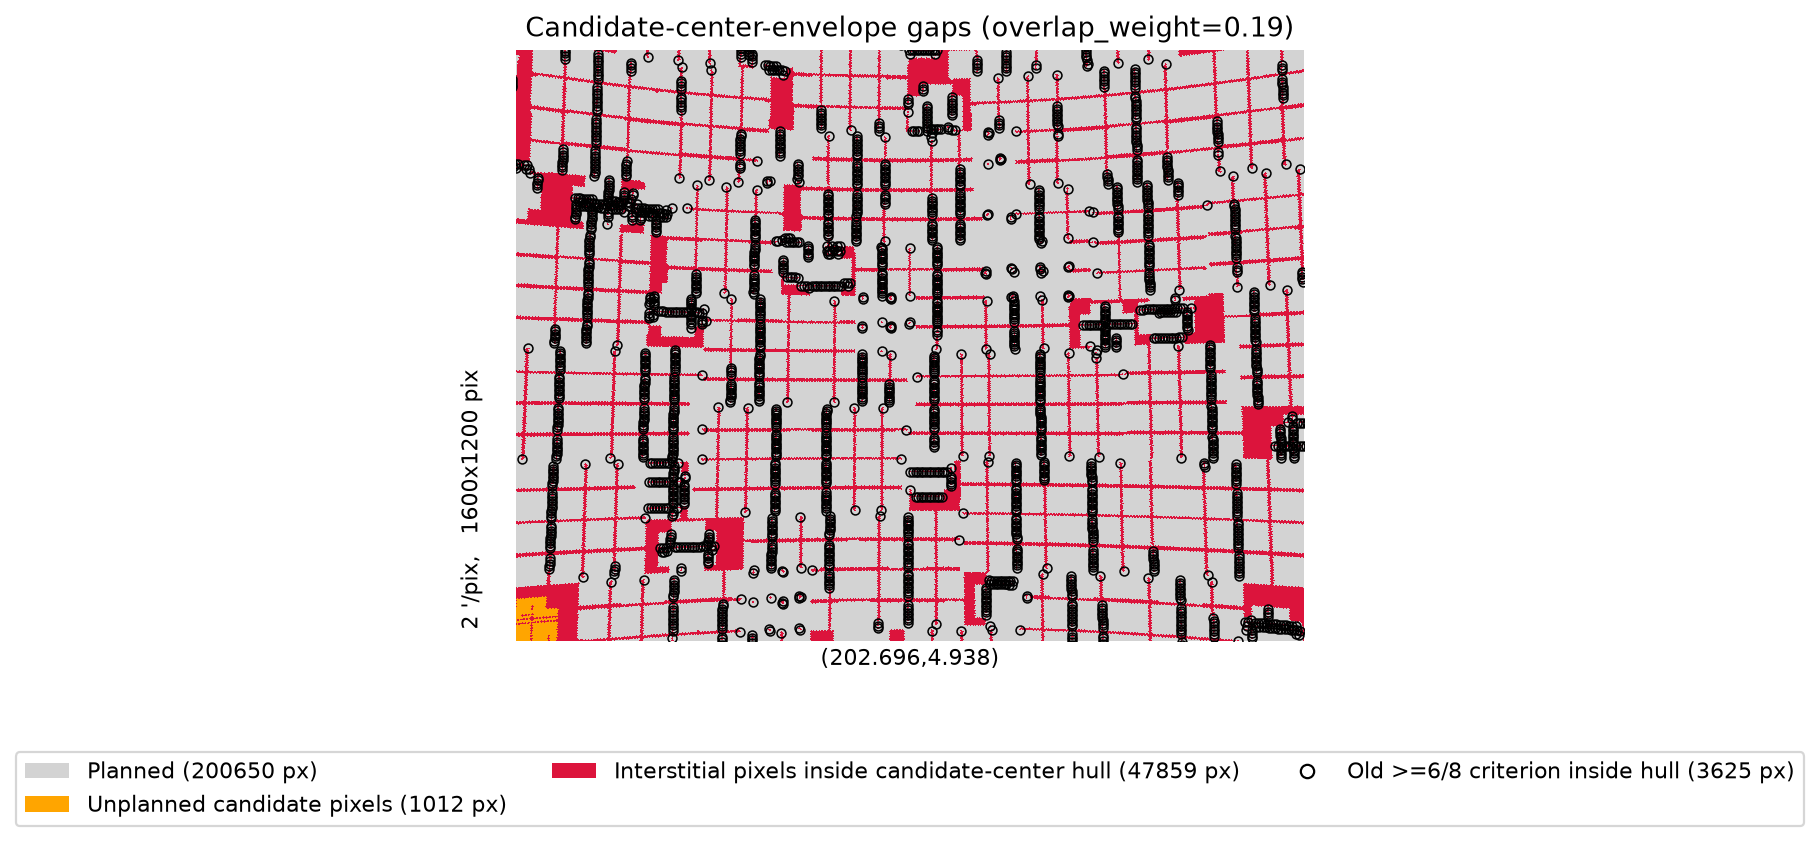 Candidate-center-envelope gaps (overlap_weight=0.19)
2 '/pix,   1600x1200 pix
(202.696,4.938)
Planned (200650 px)
Unplanned candidate pixels (1012 px)
Interstitial pixels inside candidate-center hull (47859 px)
Old >=6/8 criterion inside hull (3625 px)